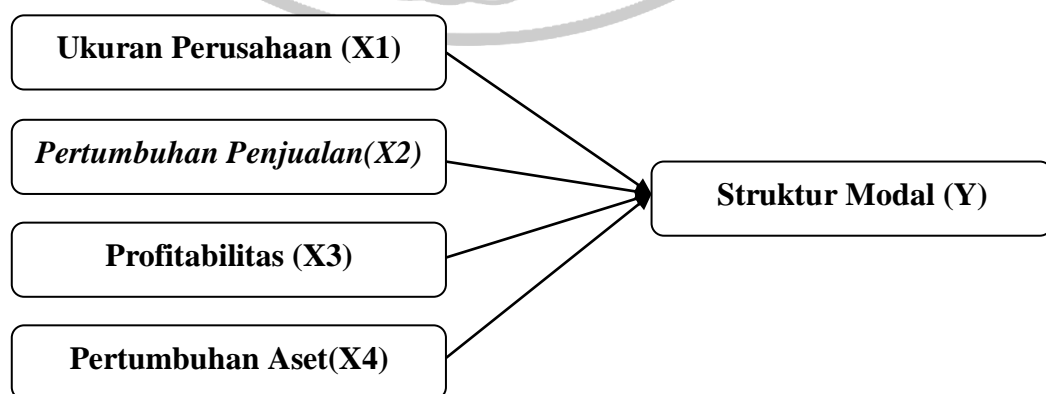 Ukuran Perusahaan (X1)
Pertumbuhan Penjualan(X2)
Profitabilitas (X3)
Pertumbuhan Aset(X4)
Struktur Modal (Y)